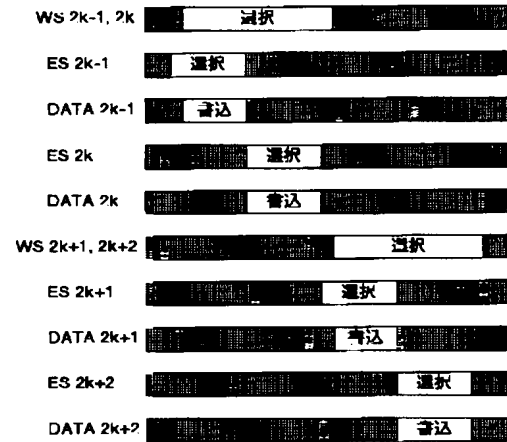 WS 2k-1, 2k 選択
ES 2k-1 選択
DATA 2k-1 書込
ES 2k 選択
DATA 2k 書込
WS 2k+1, 2k+2 選択
ES 2k+1 選択
DATA 2k+1 書込
ES 2k+2 選択
DATA 2k+2 書込